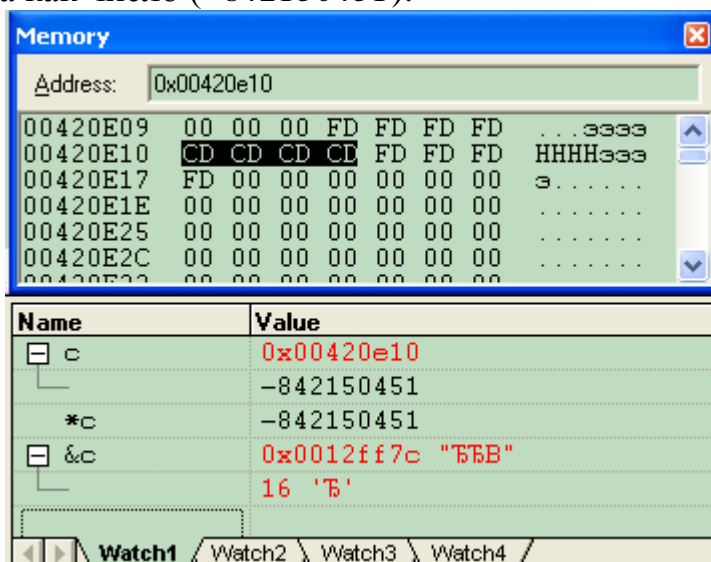 (-842150451).
Memory
Address: 0x00420e10
00420E09 00 00 00 FD FD FD FD . . . ээээ
00420E10 CD CD CD CD FD FD FD ННННэээ
00420E17 FD 00 00 00 00 00 00 э . . . . . .
00420E1E 00 00 00 00 00 00 00 . . . . . . .
00420E25 00 00 00 00 00 00 00 . . . . . . .
00420E2C 00 00 00 00 00 00 00 . . . . . . .
Name Value
c 0x00420e10
-842150451
*c -842150451
&c 0x0012ff7c "ЂЂB"
16 'Ђ'
Watch1 Watch2 Watch3 Watch4